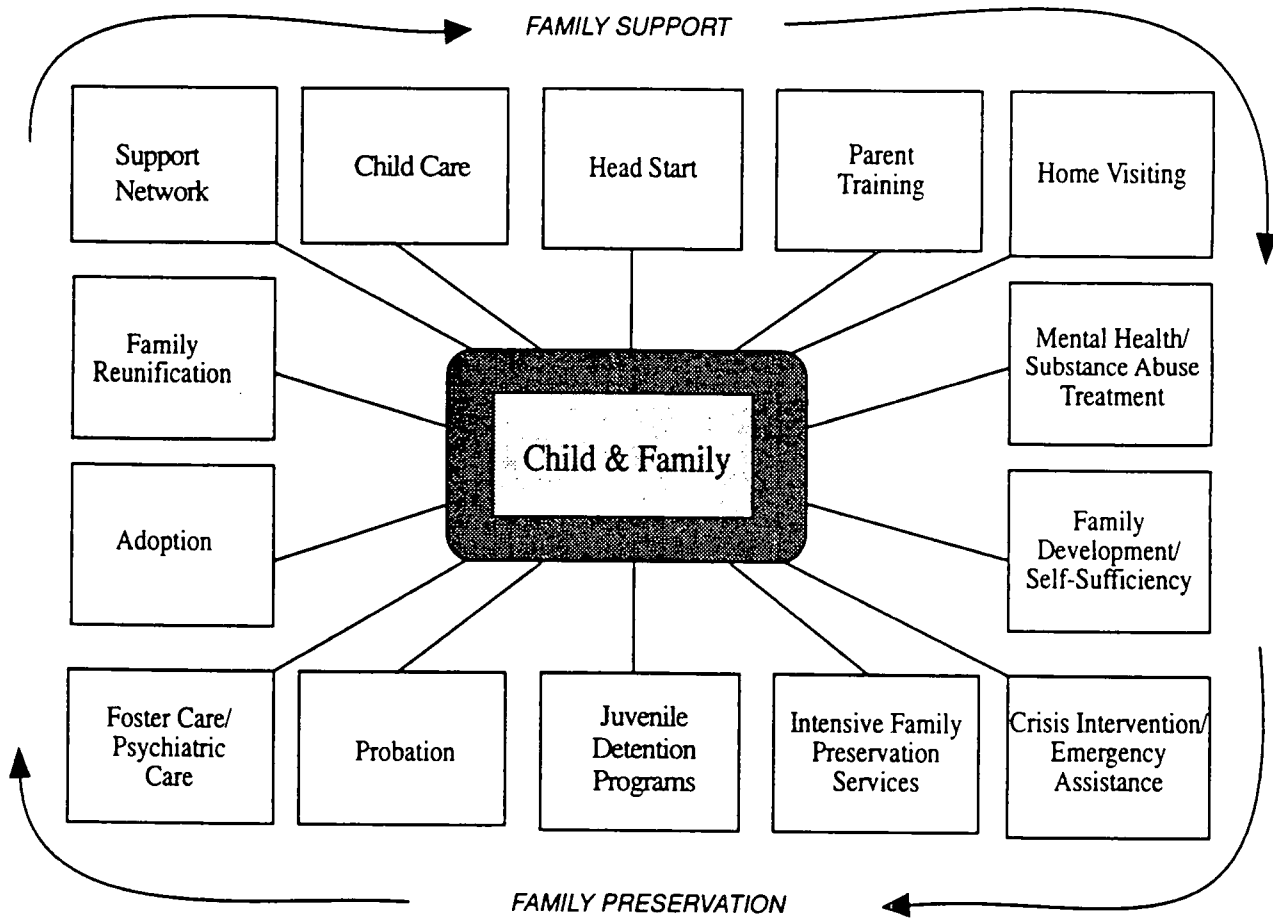 FAMILY SUPPORT
Support
Network
Child Care
Head Start
Parent
Training
Home Visiting
Family
Reunification
Mental Health/
Substance Abuse
Treatment
Child & Family
Adoption
Family
Development/
Self-Sufficiency
Foster Care/
Psychiatric
Care
Probation
Juvenile
Detention
Programs
Intensive Family
Preservation
Services
Crisis Intervention/
Emergency
Assistance
FAMILY PRESERVATION